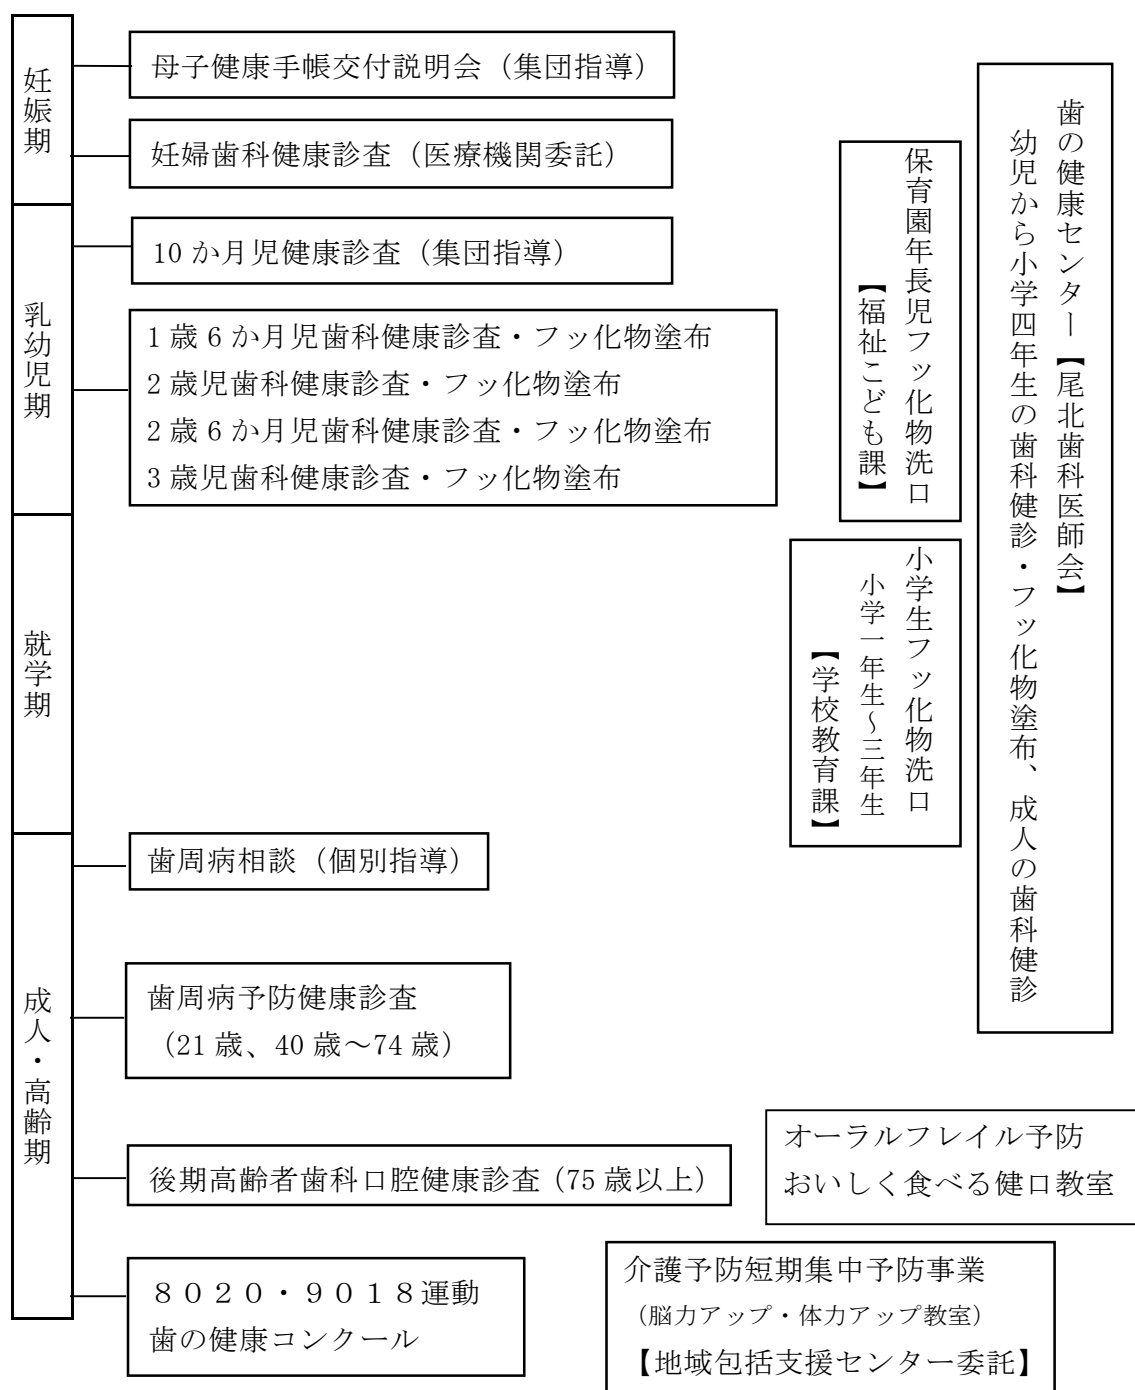 妊娠期
母子健康手帳交付説明会（集団指導）
妊婦歯科健康診査（医療機関委託）
乳幼児期
10か月児健康診査（集団指導）
1歳6か月児歯科健康診査・フッ化物塗布
2歳児歯科健康診査・フッ化物塗布
2歳6か月児歯科健康診査・フッ化物塗布
3歳児歯科健康診査・フッ化物塗布
就学期
成人・高齢期
歯周病相談（個別指導）
歯周病予防健康診査
（21歳、40歳～74歳）
後期高齢者歯科口腔健康診査（75歳以上）
８０２０・９０１８運動
歯の健康コンクール
歯の健康センター【尾北歯科医師会】
幼児から小学四年生の歯科健診・フッ化物塗布、成人の歯科健診
保育園年長児フッ化物洗口
【福祉こども課】
小学生フッ化物洗口
小学一年生～三年生
【学校教育課】
オーラルフレイル予防
おいしく食べる健口教室
介護予防短期集中予防事業
（脳力アップ・体力アップ教室）
【地域包括支援センター委託】